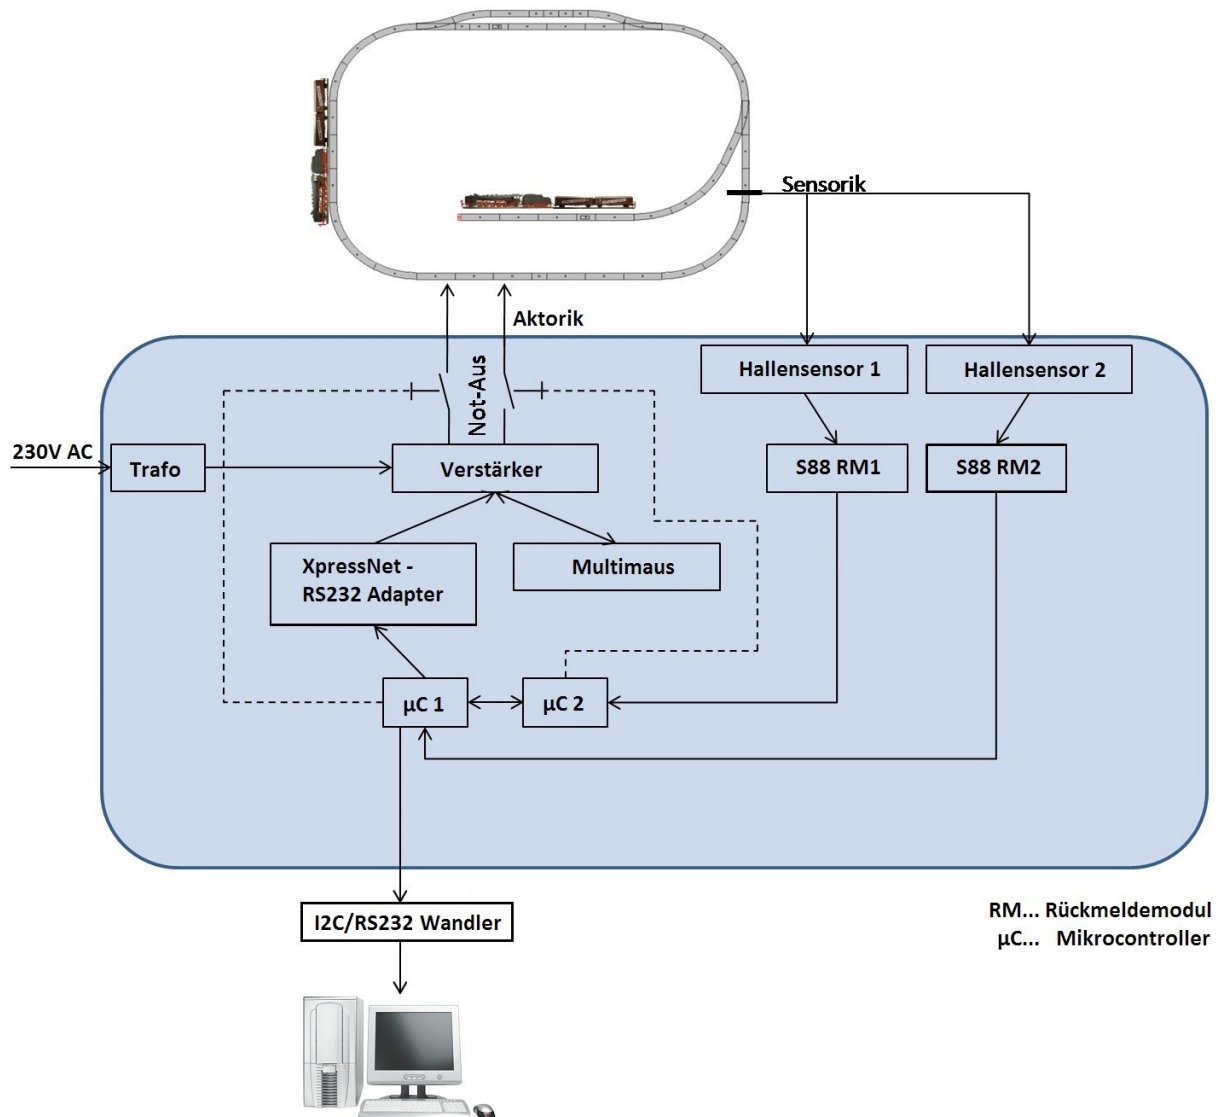 Sensorik
Aktorik
Not-Aus
Hallensensor 1
Hallensensor 2
230V AC
Trafo
Verstärker
S88 RM1
S88 RM2
XpressNet -
RS232 Adapter
Multimaus
µC 1
µC 2
I2C/RS232 Wandler
RM... Rückmeldemodul
µC... Mikrocontroller